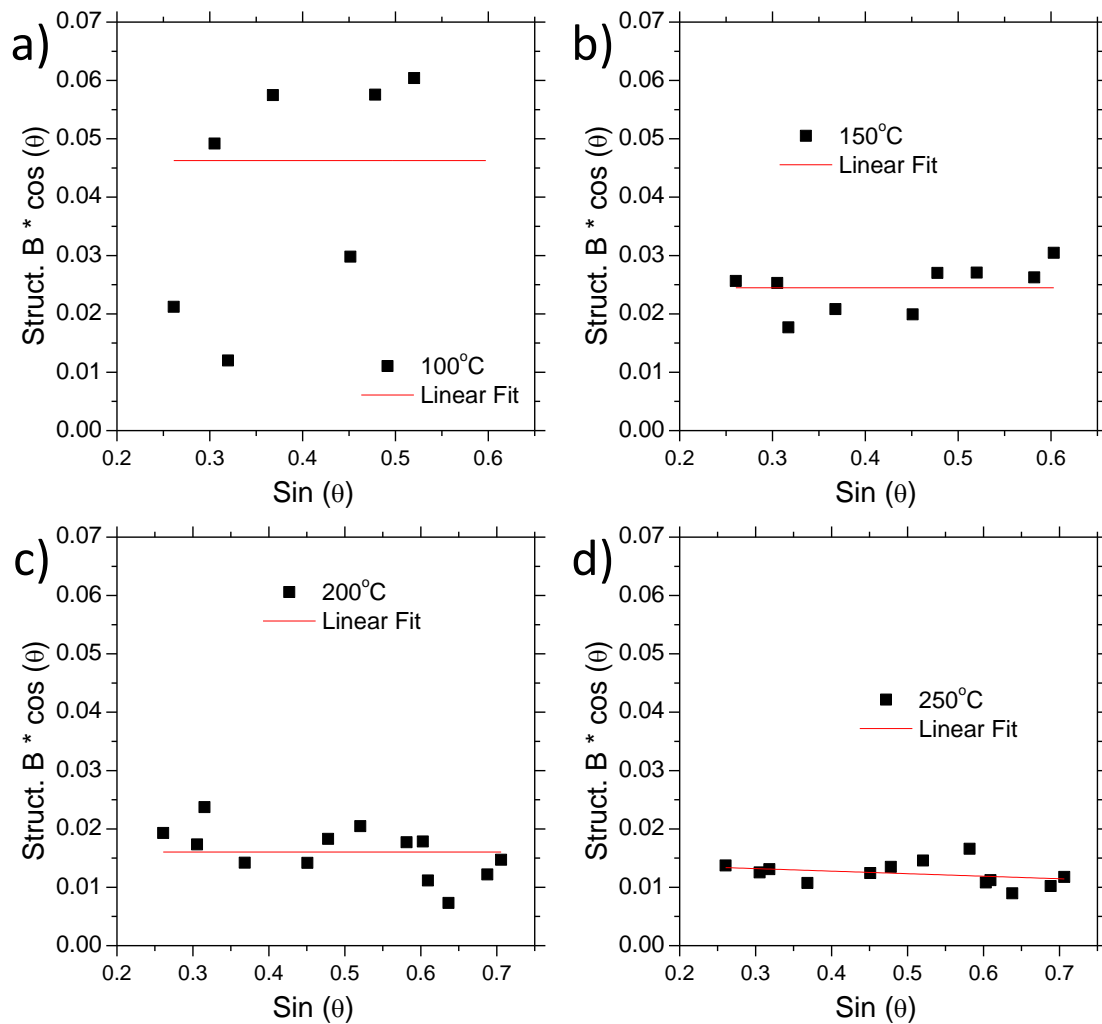 a)
0.07
0.06
0.05
0.04
0.03
0.02
0.01
0.00
0.2 0.3 0.4 0.5 0.6
Struct. B * cos (θ)
Sin (θ)
100°C
Linear Fit
b)
0.07
0.06
0.05
0.04
0.03
0.02
0.01
0.00
0.2 0.3 0.4 0.5 0.6
Struct. B * cos (θ)
Sin (θ)
150°C
Linear Fit
c)
0.07
0.06
0.05
0.04
0.03
0.02
0.01
0.00
0.2 0.3 0.4 0.5 0.6 0.7
Struct. B * cos (θ)
Sin (θ)
200°C
Linear Fit
d)
0.07
0.06
0.05
0.04
0.03
0.02
0.01
0.00
0.2 0.3 0.4 0.5 0.6 0.7
Struct. B * cos (θ)
Sin (θ)
250°C
Linear Fit